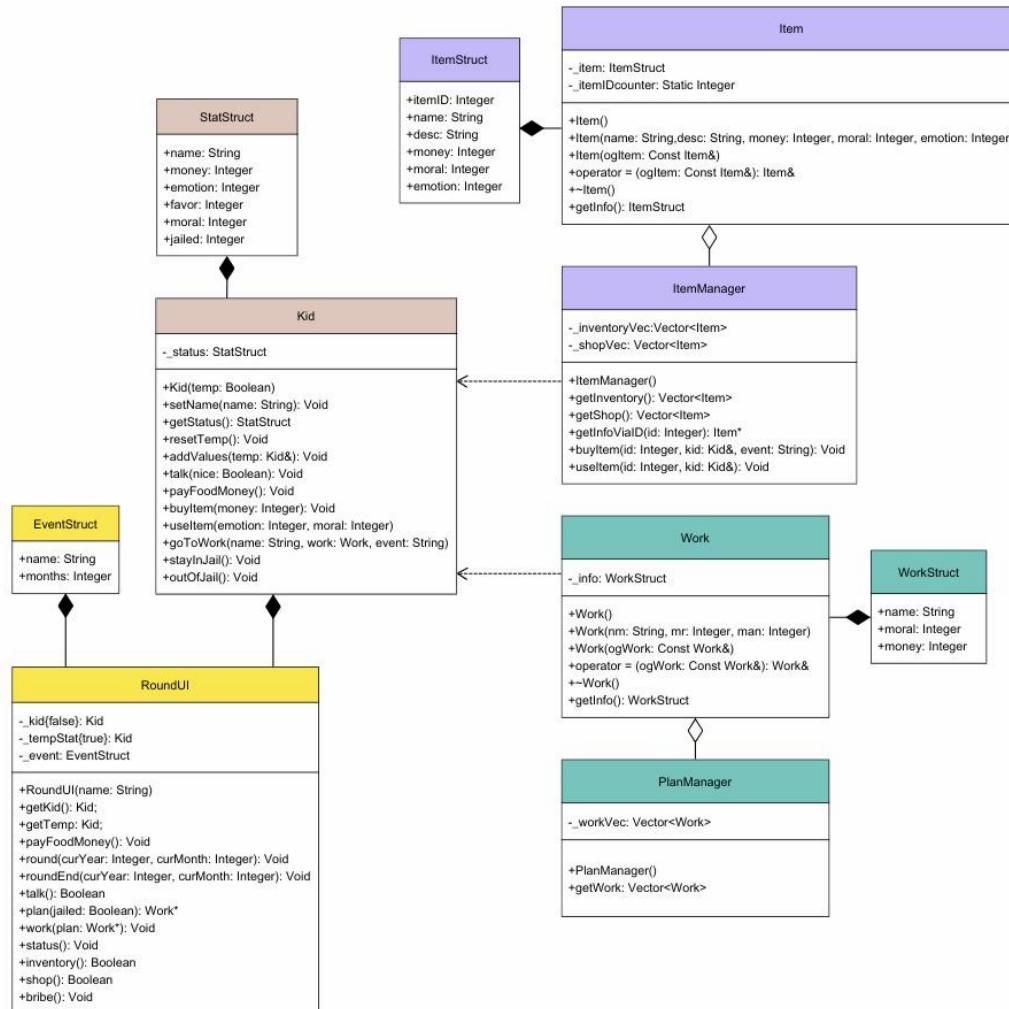 Item
-_item: ItemStruct
-_itemIDcounter: Static Integer
+Item()
+Item(name: String,desc: String, money: Integer, moral: Integer, emotion: Integer
+Item(ogItem: Const Item&)
+operator = (ogItem: Const Item&): Item&
+~Item()
+getInfo(): ItemStruct
ItemStruct
+itemID: Integer
+name: String
+desc: String
+money: Integer
+moral: Integer
+emotion: Integer
StatStruct
+name: String
+money: Integer
+emotion: Integer
+favor: Integer
+moral: Integer
+jailed: Integer
ItemManager
-_inventoryVec:Vector<Item>
-_shopVec: Vector<Item>
+ItemManager()
+getInventory(): Vector<Item>
+getShop(): Vector<Item>
+getInfoViaID(id: Integer): Item*
+buyItem(id: Integer, kid: Kid&, event: String): Void
+useItem(id: Integer, kid: Kid&): Void
Kid
-_status: StatStruct
+Kid(temp: Boolean)
+setName(name: String): Void
+getStatus(): StatStruct
+resetTemp(): Void
+addValues(temp: Kid&): Void
+talk(nice: Boolean): Void
+payFoodMoney(): Void
+buyItem(money: Integer): Void
+useItem(emotion: Integer, moral: Integer)
+goToWork(name: String, work: Work, event: String)
+stayInJail(): Void
+outOfJail(): Void
EventStruct
+name: String
+months: Integer
Work
-_info: WorkStruct
+Work()
+Work(nm: String, mr: Integer, man: Integer)
+Work(ogWork: Const Work&)
+operator = (ogWork: Const Work&): Work&
+~Work()
+getInfo(): WorkStruct
WorkStruct
+name: String
+moral: Integer
+money: Integer
RoundUI
-_kid{false}: Kid
-_tempStat{true}: Kid
-_event: EventStruct
+RoundUI(name: String)
+getKid(): Kid;
+getTemp: Kid;
+payFoodMoney(): Void
+round(curYear: Integer, curMonth: Integer): Void
+roundEnd(curYear: Integer, curMonth: Integer): Void
+talk(): Boolean
+plan(jailed: Boolean): Work*
+work(plan: Work*): Void
+status(): Void
+inventory(): Boolean
+shop(): Boolean
+bribe(): Void
PlanManager
-_workVec: Vector<Work>
+PlanManager()
+getWork: Vector<Work>